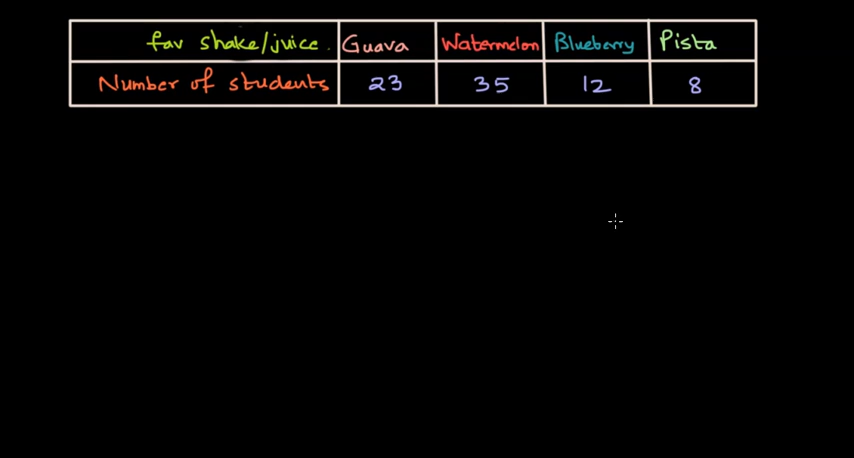 fav shake/juice. Guava Watermelon Blueberry Pista
Number of students 23 35 12 8